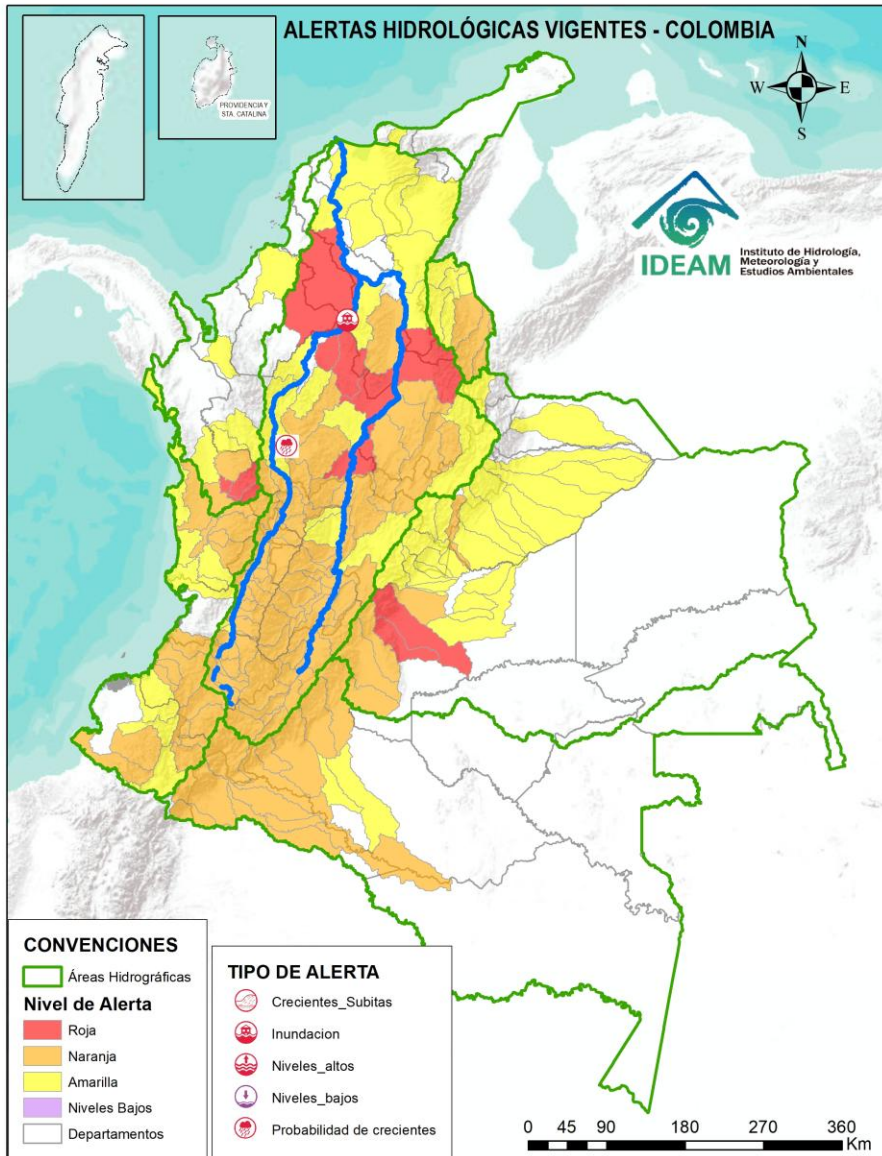 ALERTAS HIDROLÓGICAS VIGENTES - COLOMBIA
PROVIDENCIA Y
STA. CATALINA
N
W
E
S
IDEAM
Instituto de Hidrología,
Meteorología y
Estudios Ambientales
CONVENCIONES
Áreas Hidrográficas
Nivel de Alerta
Roja
Naranja
Amarilla
Niveles Bajos
Departamentos
TIPO DE ALERTA
Crecientes_Subitas
Inundacion
Niveles_altos
Niveles_bajos
Probabilidad de crecientes
0 45 90 180 270 360
Km